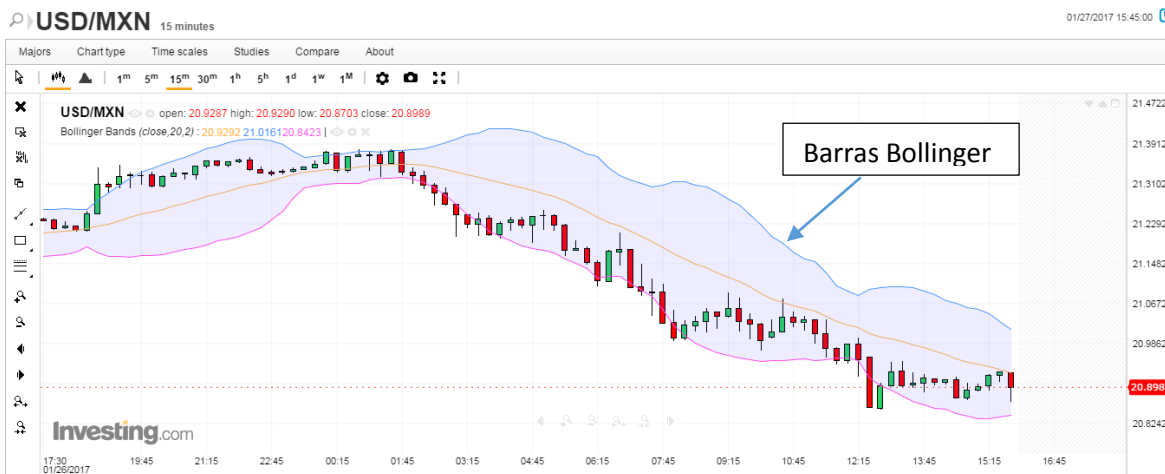 USD/MXN 15 minutes
01/27/2017 15:45:00
Majors Chart type Time scales Studies Compare About
1m 5m 15m 30m 1h 5h 1d 1w 1M
USD/MXN open: 20.9287 high: 20.9290 low: 20.8703 close: 20.8989
Bollinger Bands (close,20,2) : 20.9292 21.016120.8423 |
Barras Bollinger
21.4722
21.3912
21.3102
21.2292
21.1482
21.0672
20.9862
20.898
20.8242
Investing.com
17:30 19:45 21:15 22:45 00:15 01:45 03:15 04:45 06:15 07:45 09:15 10:45 12:15 13:45 15:15 16:45
01/26/2017